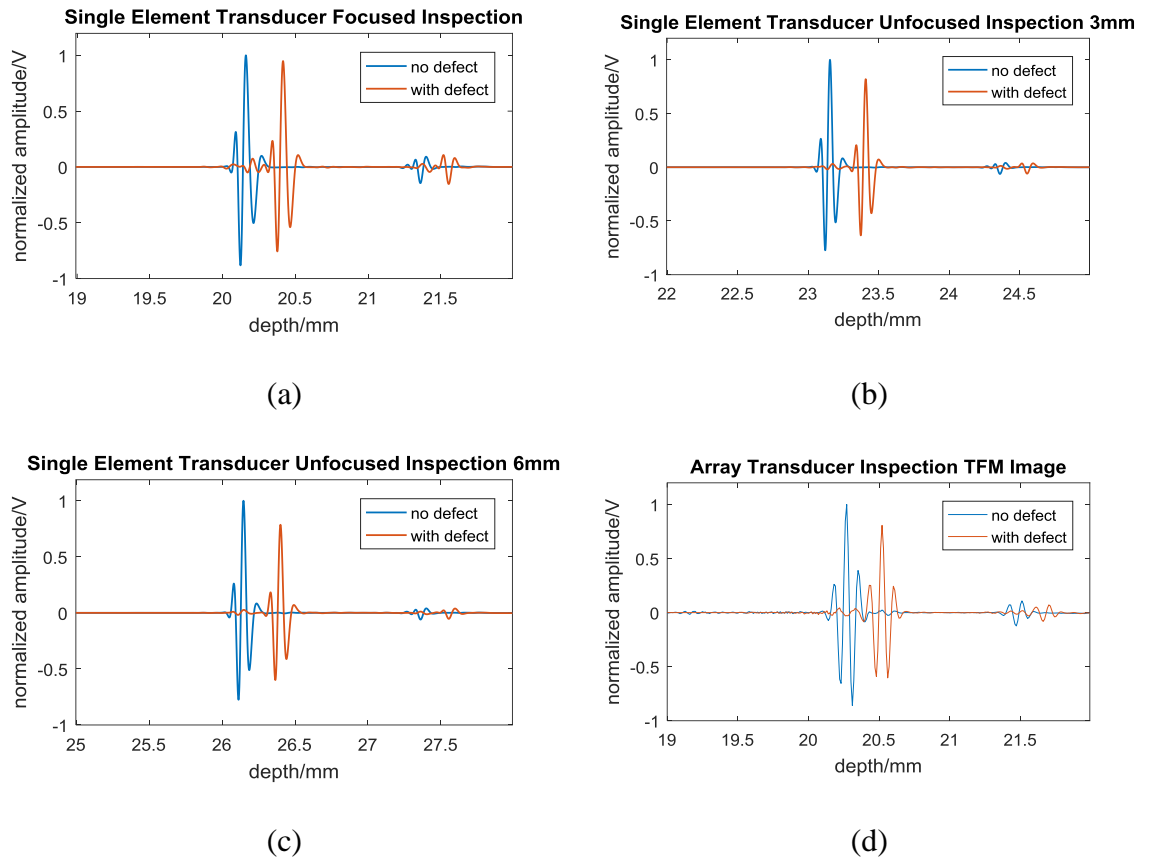 Single Element Transducer Focused Inspection
normalized amplitude/V
1
0.5
0
-0.5
-1
no defect
with defect
19 19.5 20 20.5 21 21.5
depth/mm
(a)
Single Element Transducer Unfocused Inspection 3mm
normalized amplitude/V
1
0.5
0
-0.5
-1
no defect
with defect
22 22.5 23 23.5 24 24.5
depth/mm
(b)
Single Element Transducer Unfocused Inspection 6mm
normalized amplitude/V
1
0.5
0
-0.5
-1
no defect
with defect
25 25.5 26 26.5 27 27.5
depth/mm
(c)
Array Transducer Inspection TFM Image
normalized amplitude/V
1
0.5
0
-0.5
-1
no defect
with defect
19 19.5 20 20.5 21 21.5
depth/mm
(d)